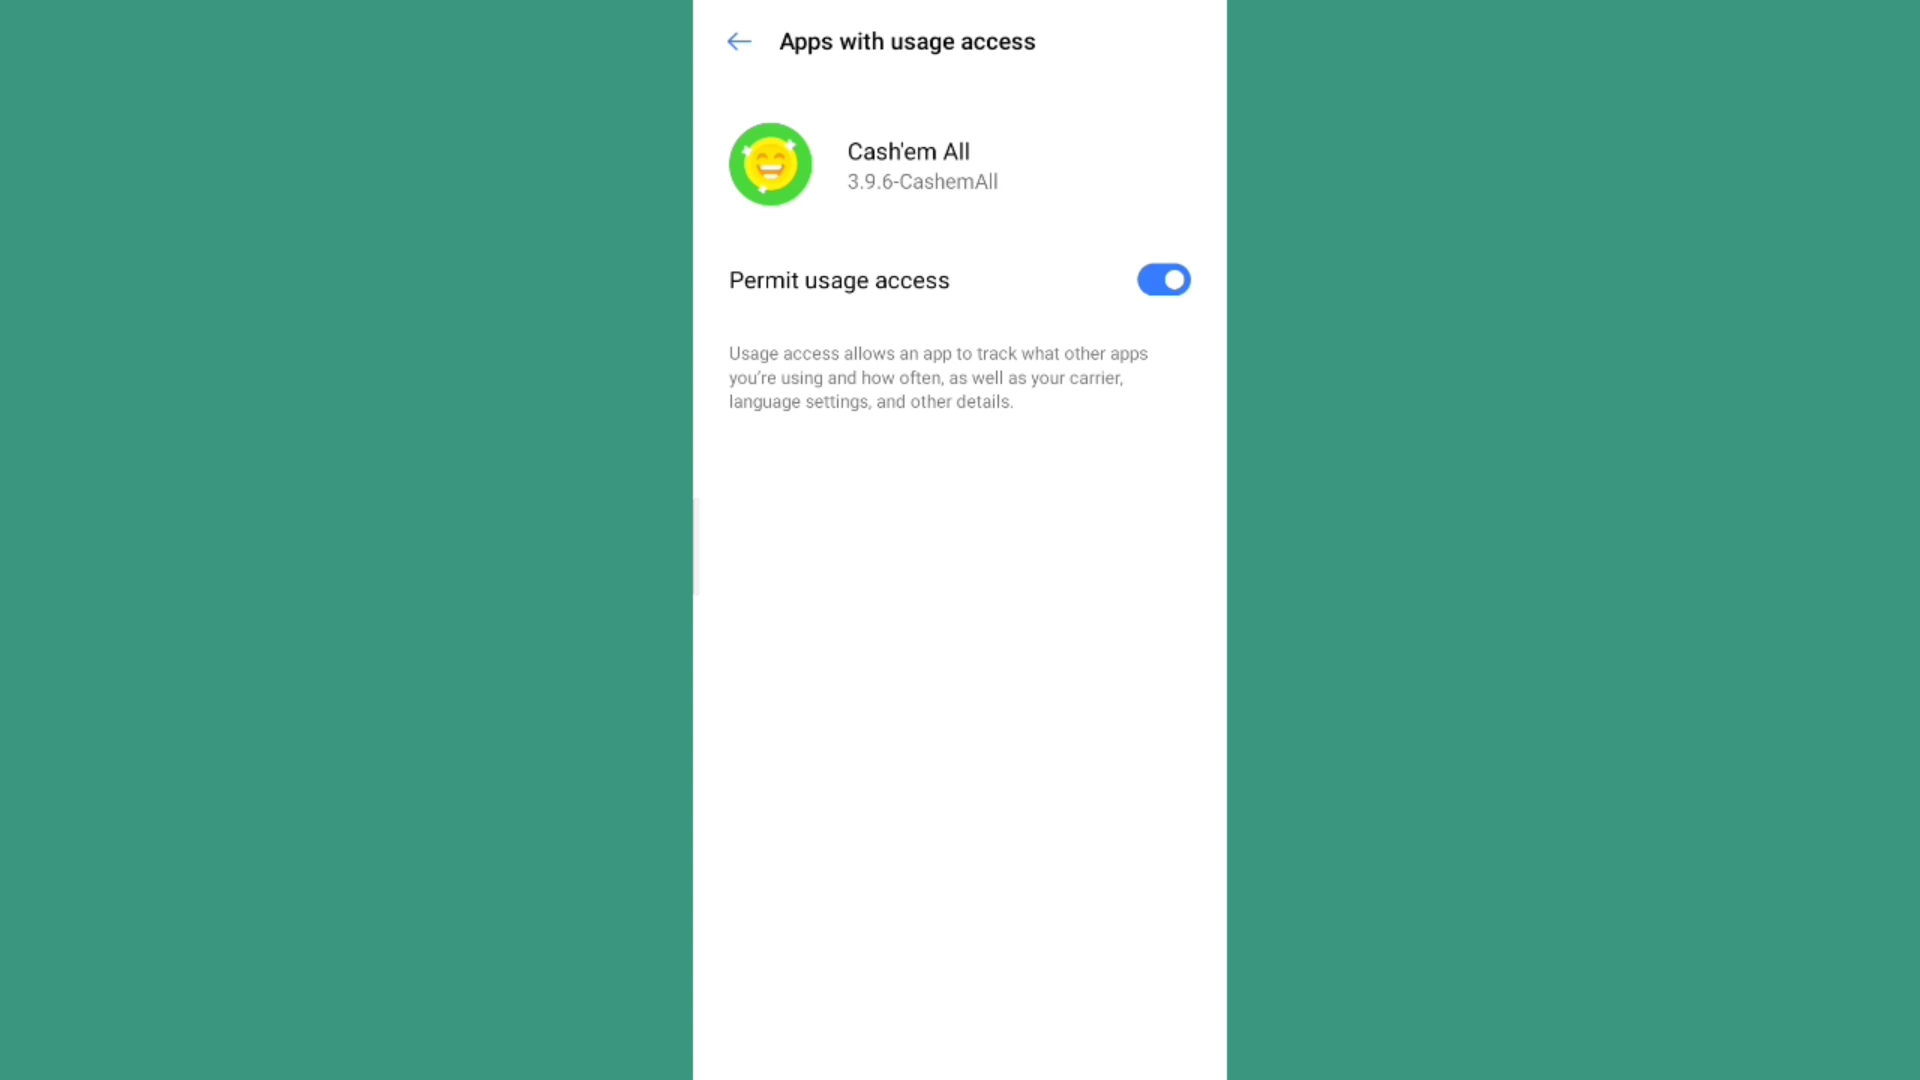 Apps with usage access
Cash'em All
3.9.6-CashemAll
Permit usage access
Usage access allows an app to track what other apps
you're using and how often, as well as your carrier,
language settings, and other details.